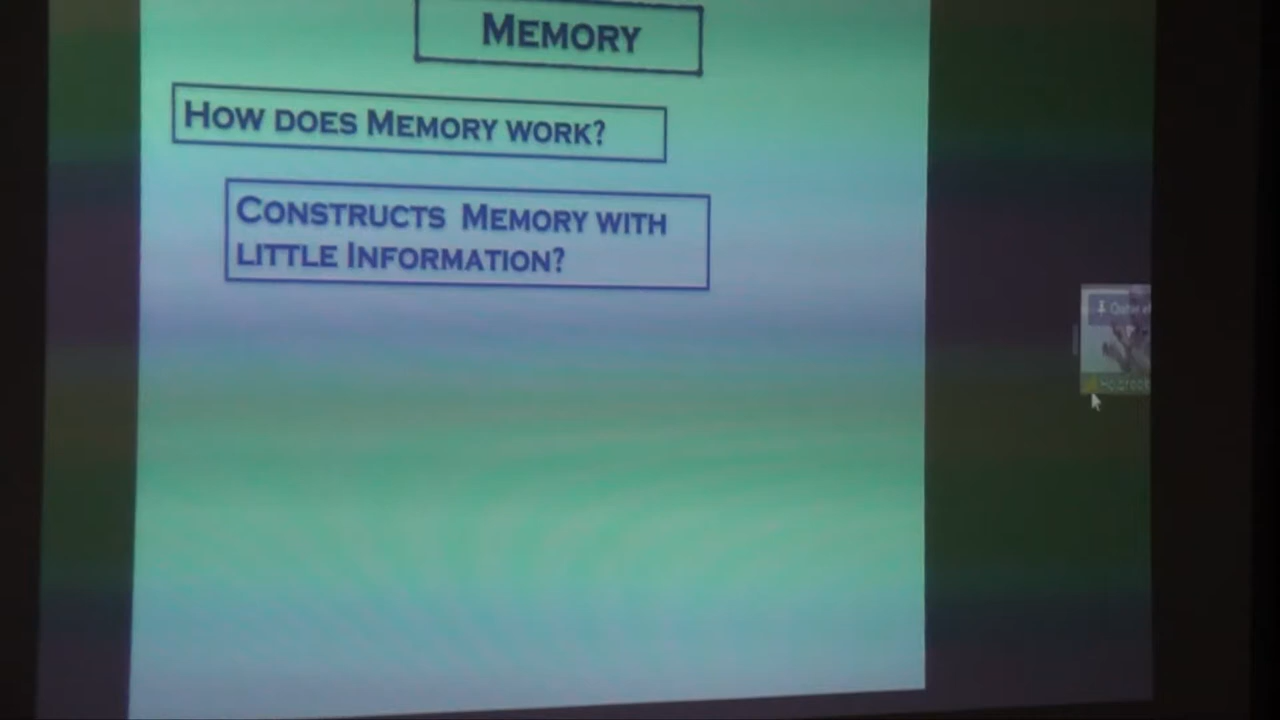 MEMORY
HOW DOES MEMORY WORK?
CONSTRUCTS MEMORY WITH
LITTLE INFORMATION?